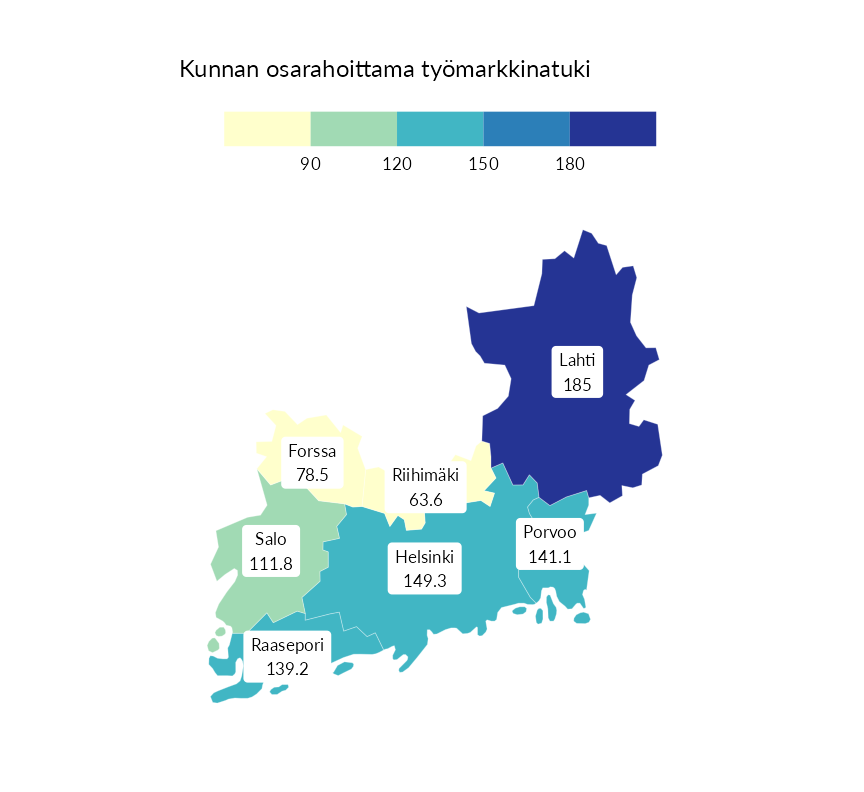 Kunnan osarahoittama työmarkkinatuki
90 120 150 180
Lahti
185
Forssa
78.5
Riihimäki
63.6
Salo
111.8
Helsinki
149.3
Porvoo
141.1
Raasepori
139.2